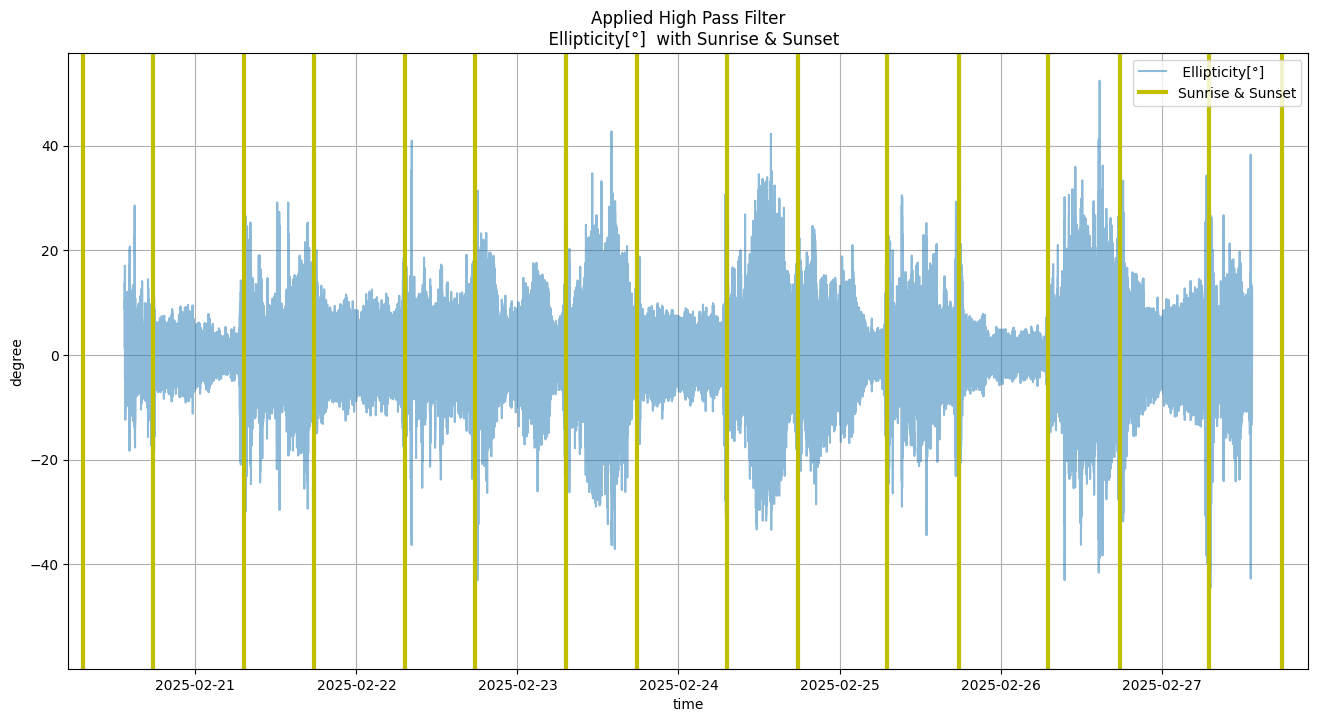 Applied High Pass Filter
Ellipticity[°]  with Sunrise & Sunset
Ellipticity[°]
Sunrise & Sunset
degree
40
20
0
−20
−40
2025-02-21
2025-02-22
2025-02-23
2025-02-24
2025-02-25
2025-02-26
2025-02-27
time